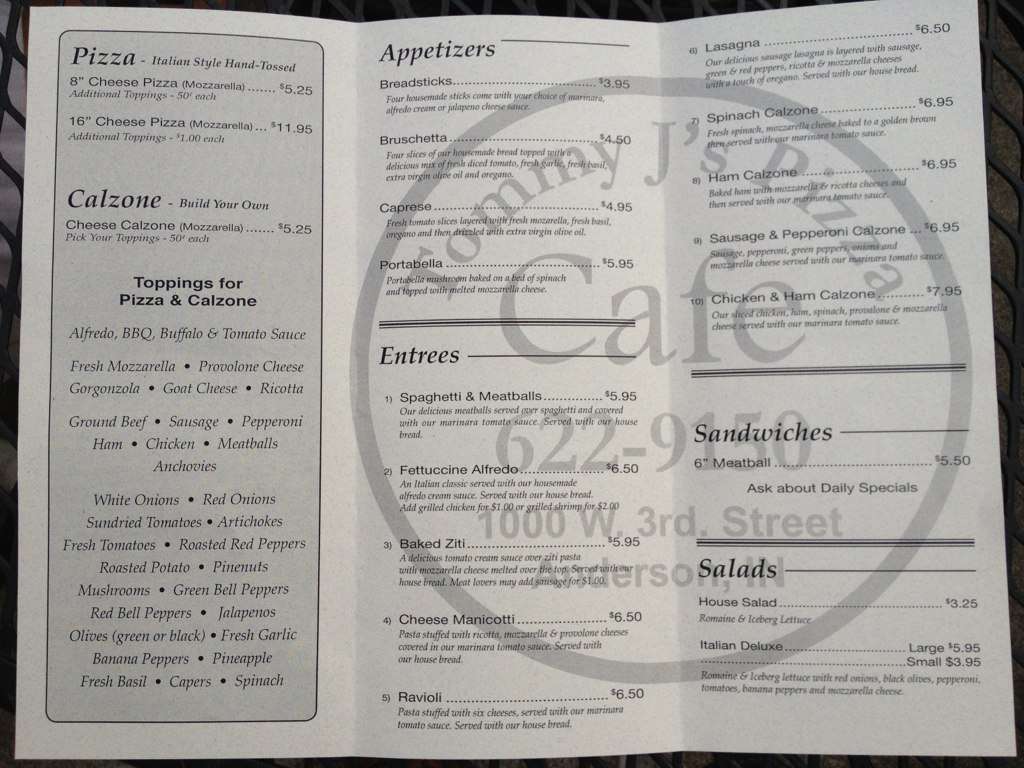 Pizza - Italian Style Hand-Tossed
8" Cheese Pizza (Mozzarella) ....... $5.25
Additional Toppings - 50¢ each
16" Cheese Pizza (Mozzarella) ... $11.95
Additional Toppings - $1.00 each
Calzone - Build Your Own
Cheese Calzone (Mozzarella) ....... $5.25
Pick Your Toppings - 50¢ each
Toppings for
Pizza & Calzone
Alfredo, BBQ, Buffalo & Tomato Sauce
Fresh Mozzarella • Provolone Cheese
Gorgonzola • Goat Cheese • Ricotta
Ground Beef • Sausage • Pepperoni
Ham • Chicken • Meatballs
Anchovies
White Onions • Red Onions
Sundried Tomatoes • Artichokes
Fresh Tomatoes • Roasted Red Peppers
Roasted Potato • Pinenuts
Mushrooms • Green Bell Peppers
Red Bell Peppers • Jalapenos
Olives (green or black) • Fresh Garlic
Banana Peppers • Pineapple
Fresh Basil • Capers • Spinach
Appetizers
Breadsticks............................. $3.95
Four housemade sticks come with your choice of marinara,
alfredo cream or jalapeno cheese sauce.
Bruschetta .............................. $4.50
Four slices of our housemade bread topped with a
delicious mix of fresh diced tomato, fresh garlic, fresh basil,
extra virgin olive oil and oregano.
Caprese .................................. $4.95
Fresh tomato slices layered with fresh mozarella, fresh basil,
oregano and then drizzled with extra virgin olive oil.
Portabella ............................... $5.95
Portabella mushroom baked on a bed of spinach
and topped with melted mozzarella cheese.
Entrees
1) Spaghetti & Meatballs............... $5.95
Our delicious meatballs served over spaghetti and covered
with our marinara tomato sauce. Served with our house
bread.
2) Fettuccine Alfredo..................... $6.50
An Italian classic served with our housemade
alfredo cream sauce. Served with our house bread.
Add grilled chicken for $1.00 or grilled shrimp for $2.00
3) Baked Ziti.................................. $5.95
A delicious tomato cream sauce over ziti pasta
with mozzarella cheese melted over the top. Served with our
house bread. Meat lovers may add sausage for $1.00.
4) Cheese Manicotti ...................... $6.50
Pasta stuffed with ricotta, mozzarella & provolone cheeses
covered in our marinara tomato sauce. Served with
our house bread.
5) Ravioli ........................................ $6.50
Pasta stuffed with six cheeses, served with our marinara
tomato sauce. Served with our house bread.
6) Lasagna .................................... $6.50
Our delicious sausage lasagna is layered with sausage,
green & red peppers, ricotta & mozzarella cheeses
with a touch of oregano. Served with our house bread.
7) Spinach Calzone ....................... $6.95
Fresh spinach, mozzarella cheese baked to a golden brown
then served with our marinara tomato sauce.
8) Ham Calzone ............................. $6.95
Baked ham with mozzarella & ricotta cheeses and
then served with our marinara tomato sauce.
9) Sausage & Pepperoni Calzone ... $6.95
Sausage, pepperoni, green peppers, onions and
mozzarella cheese served with our marinara tomato sauce.
10) Chicken & Ham Calzone ........... $7.95
Our sliced chicken, ham, spinach, provalone & mozzarella
cheese served with our marinara tomato sauce.
Sandwiches
6" Meatball ..................................... $5.50
Ask about Daily Specials
Salads
House Salad ..................................... $3.25
Romaine & Iceberg Lettuce
Italian Deluxe............................... Large $5.95
.................................................. Small $3.95
Romaine & Iceberg lettuce with red onions, black olives, pepperoni,
tomatoes, banana peppers and mozzarella cheese.
Tommy J's Pizza
Cafe
622-9150
1000 W. 3rd. Street
Anderson, IN